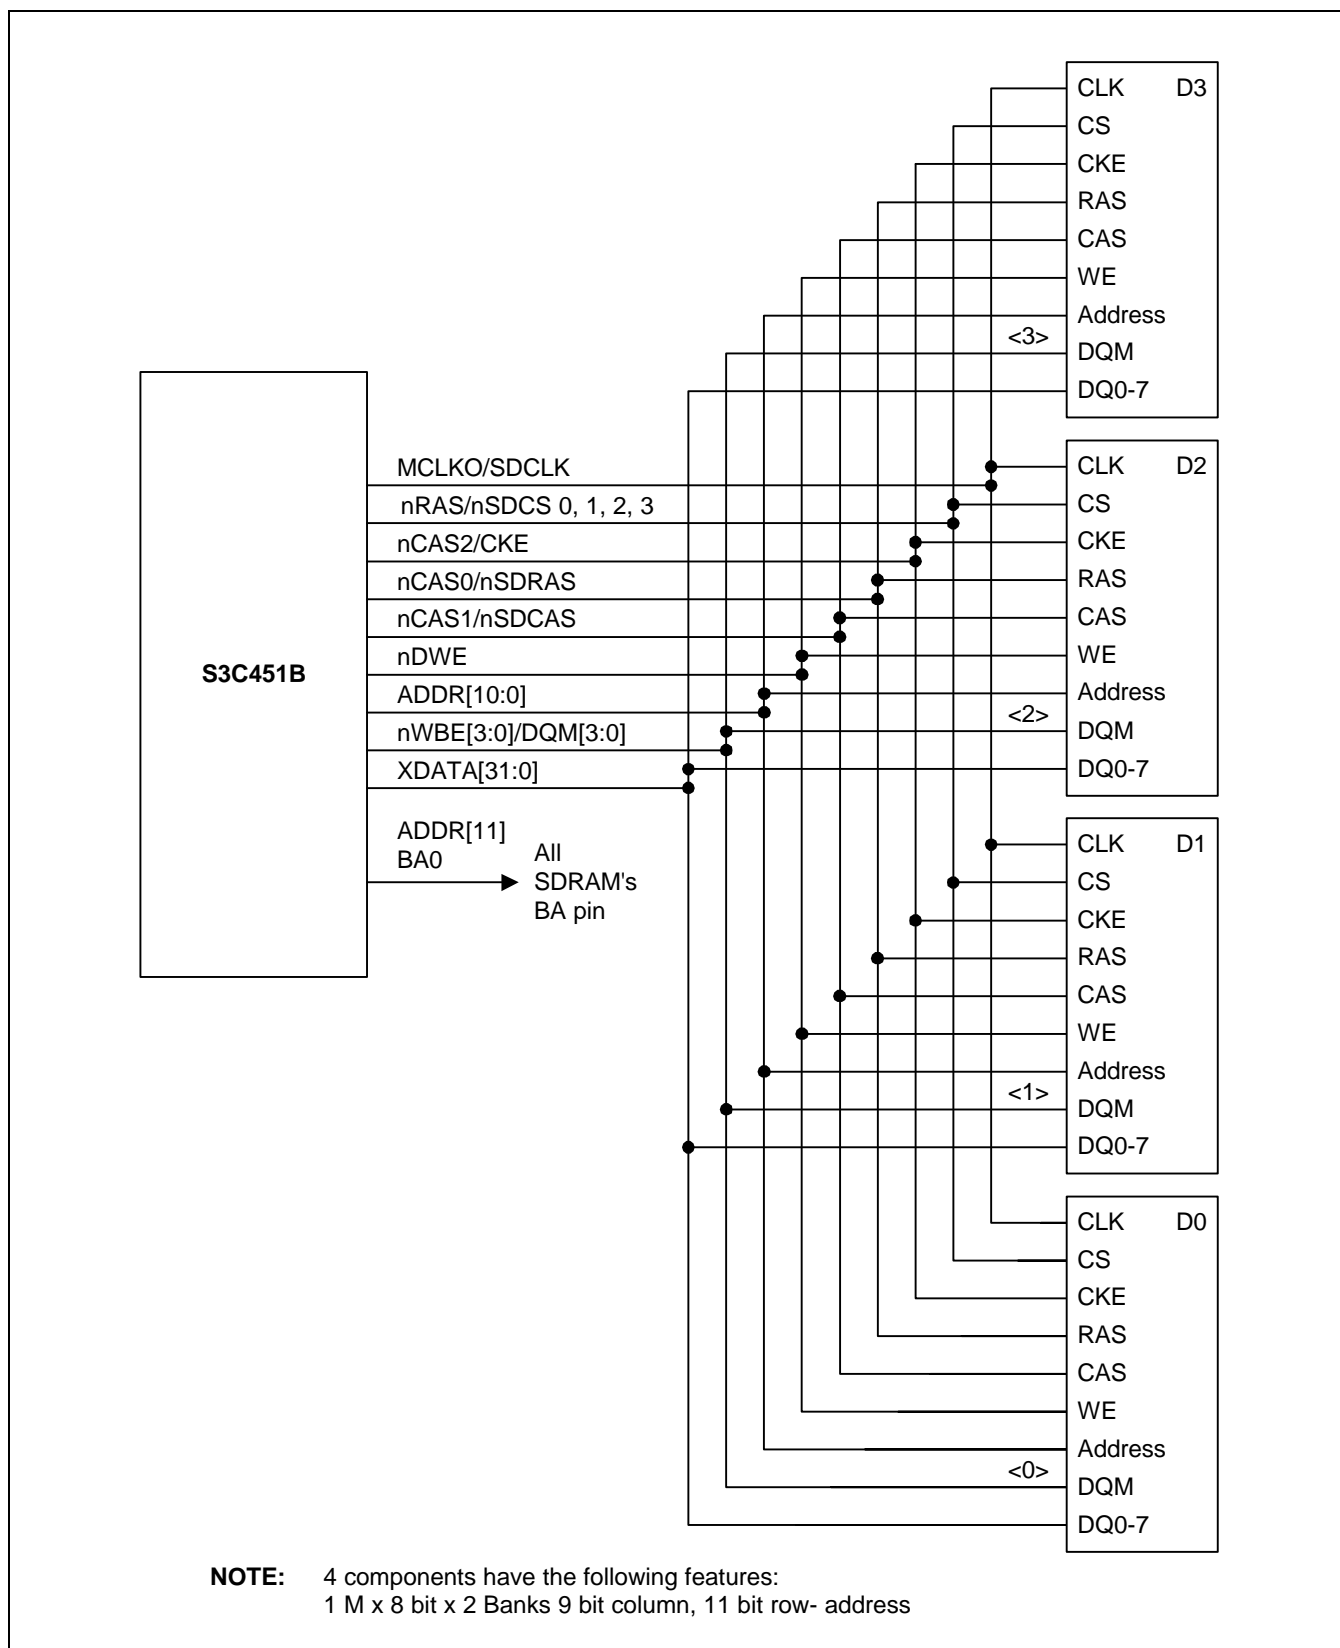 CLK D3
CS
CKE
RAS
CAS
WE
Address
<3>
DQM
DQ0-7
S3C451B
MCLKO/SDCLK
nRAS/nSDCS 0, 1, 2, 3
nCAS2/CKE
nCAS0/nSDRAS
nCAS1/nSDCAS
nDWE
ADDR[10:0]
nWBE[3:0]/DQM[3:0]
XDATA[31:0]
ADDR[11]
BA0
All
SDRAM's
BA pin
CLK D2
CS
CKE
RAS
CAS
WE
Address
<2>
DQM
DQ0-7
CLK D1
CS
CKE
RAS
CAS
WE
Address
<1>
DQM
DQ0-7
CLK D0
CS
CKE
RAS
CAS
WE
Address
<0>
DQM
DQ0-7
NOTE: 4 components have the following features:
1 M x 8 bit x 2 Banks 9 bit column, 11 bit row- address